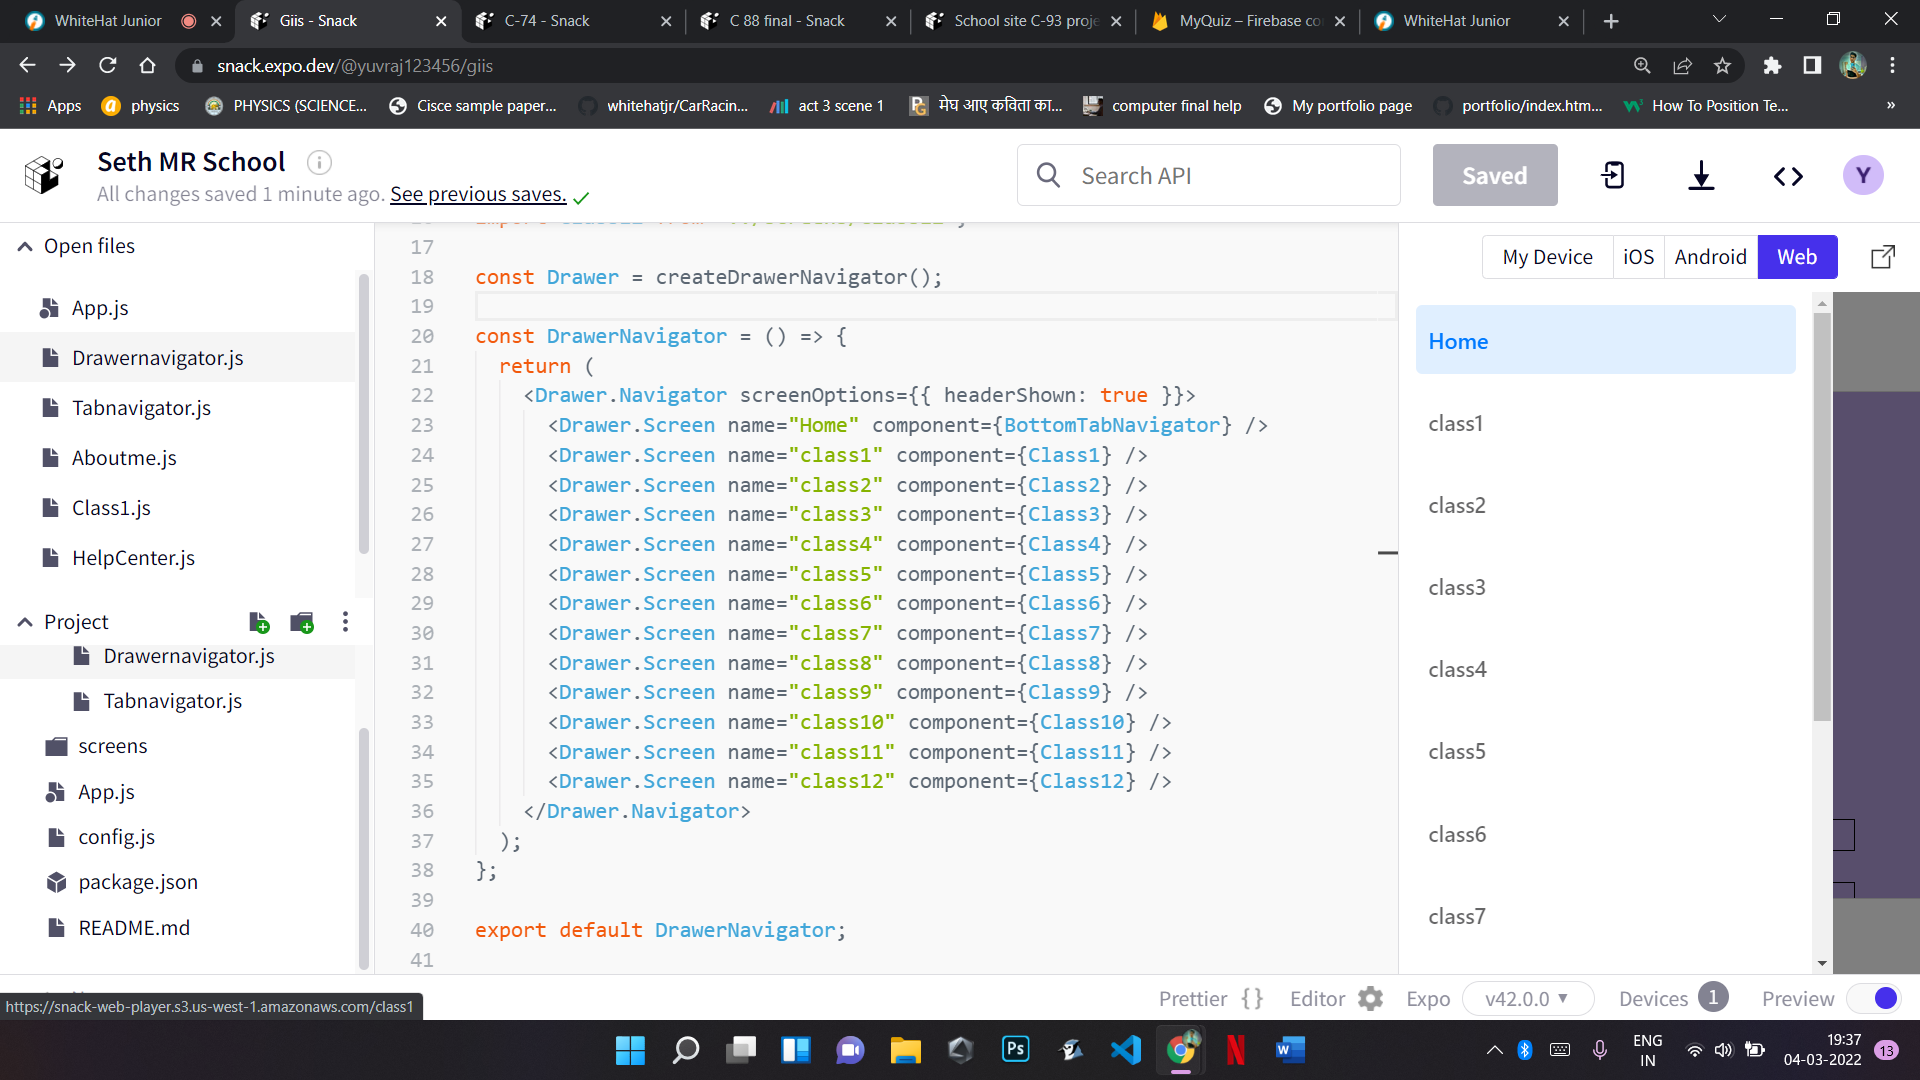 WhiteHat Junior
Giis - Snack
C-74 - Snack
C 88 final - Snack
School site C-93 proje
MyQuiz – Firebase co
WhiteHat Junior
snack.expo.dev/@yuvraj123456/giis
Apps
physics
PHYSICS (SCIENCE...
Cisce sample paper...
whitehatjr/CarRacin...
act 3 scene 1
मेघ आए कविता का...
computer final help
My portfolio page
portfolio/index.htm...
How To Position Te...
»
Seth MR School
All changes saved 1 minute ago. See previous saves.
Search API
Saved
Y
Open files
App.js
Drawernavigator.js
Tabnavigator.js
Aboutme.js
Class1.js
HelpCenter.js
Project
Drawernavigator.js
Tabnavigator.js
screens
App.js
config.js
package.json
README.md
17
18 const Drawer = createDrawerNavigator();
19
20 const DrawerNavigator = () => {
21 return (
22 <Drawer.Navigator screenOptions={{ headerShown: true }}>
23 <Drawer.Screen name="Home" component={BottomTabNavigator} />
24 <Drawer.Screen name="class1" component={Class1} />
25 <Drawer.Screen name="class2" component={Class2} />
26 <Drawer.Screen name="class3" component={Class3} />
27 <Drawer.Screen name="class4" component={Class4} />
28 <Drawer.Screen name="class5" component={Class5} />
29 <Drawer.Screen name="class6" component={Class6} />
30 <Drawer.Screen name="class7" component={Class7} />
31 <Drawer.Screen name="class8" component={Class8} />
32 <Drawer.Screen name="class9" component={Class9} />
33 <Drawer.Screen name="class10" component={Class10} />
34 <Drawer.Screen name="class11" component={Class11} />
35 <Drawer.Screen name="class12" component={Class12} />
36 </Drawer.Navigator>
37 );
38 };
39
40 export default DrawerNavigator;
41
My Device
iOS
Android
Web
Home
class1
class2
class3
class4
class5
class6
class7
https://snack-web-player.s3.us-west-1.amazonaws.com/class1
Prettier {}
Editor
Expo
v42.0.0
Devices 1
Preview
Ps
ENG
IN
19:37
04-03-2022
13